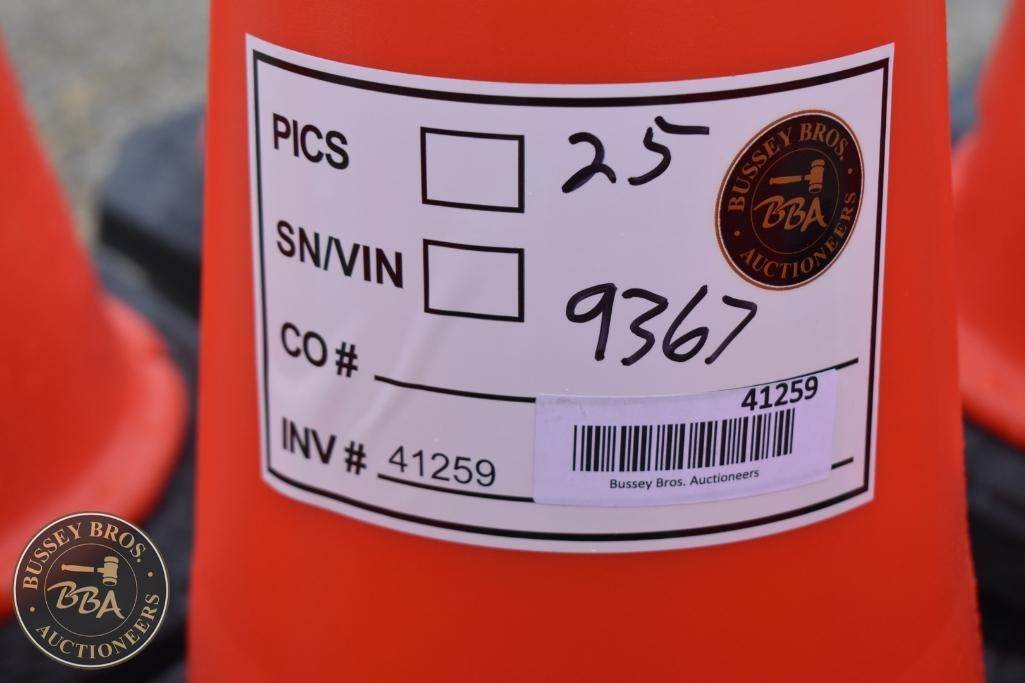 PICS 25
SN/VIN
CO # 9367
INV # 41259
41259
Bussey Bros. Auctioneers
BUSSEY BROS.
BBA
AUCTIONEERS
BUSSEY BROS.
BBA
AUCTIONEERS